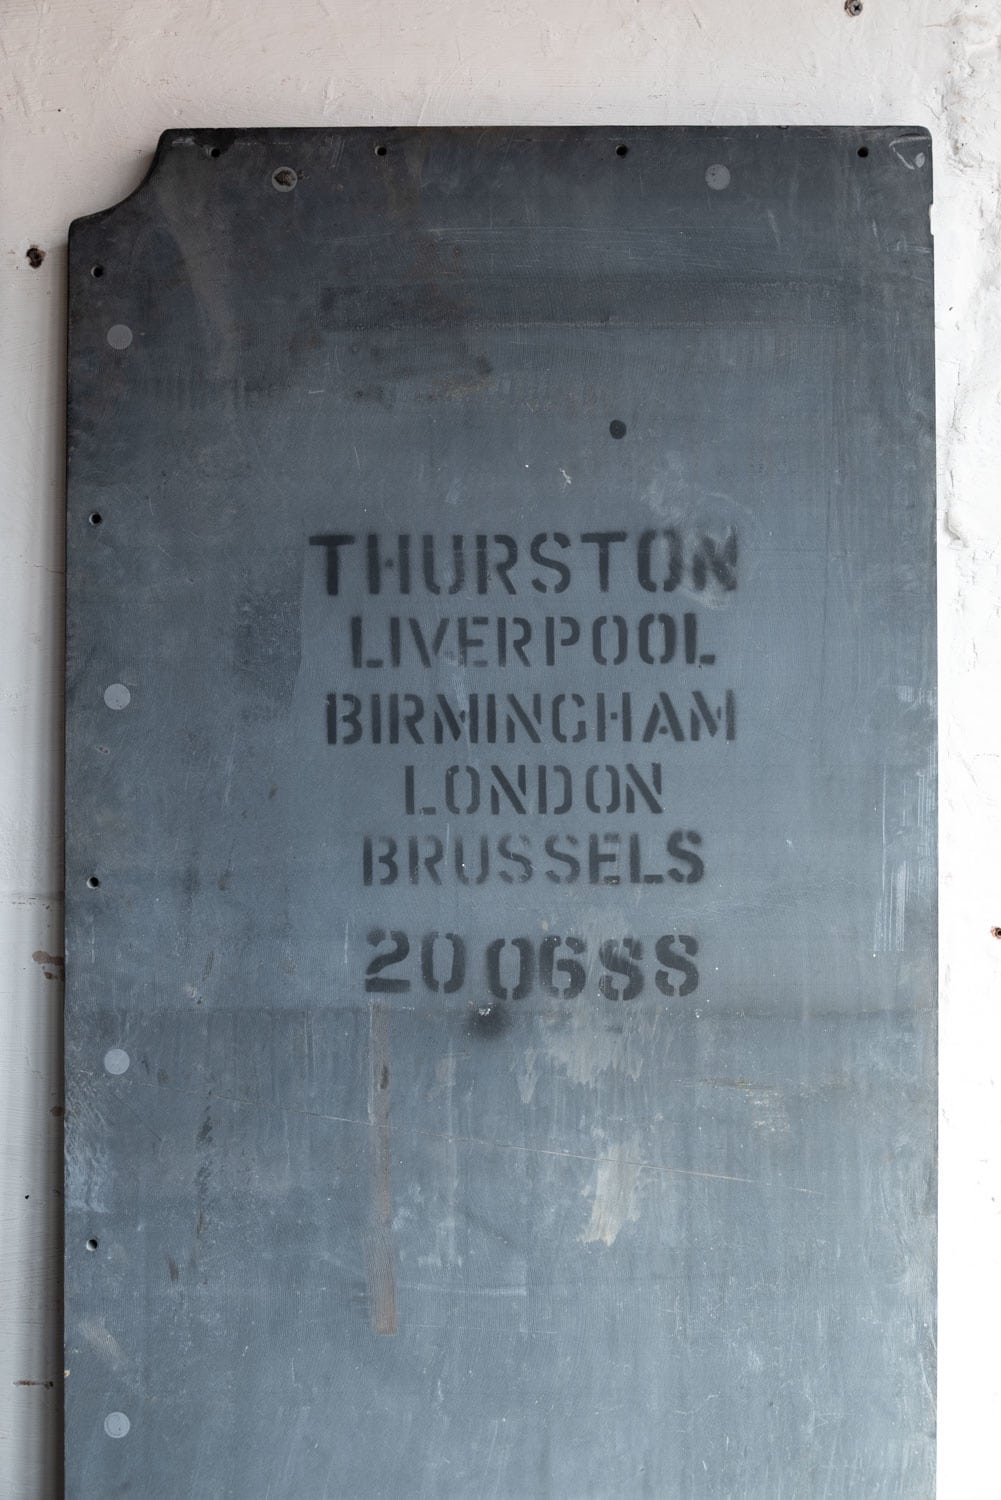 THURSTON
LIVERPOOL
BIRMINGHAM
LONDON
BRUSSELS
2006SS